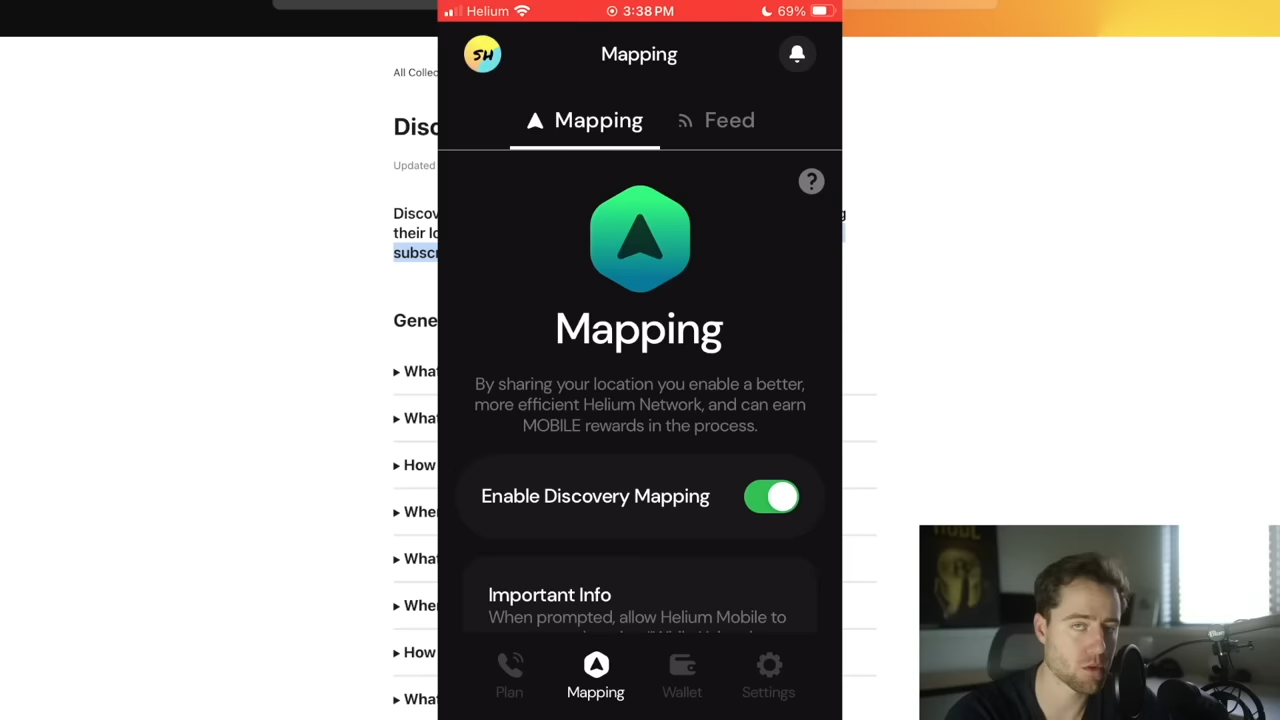 Helium 3:38 PM 69%
SH Mapping
Mapping Feed
?
Mapping
By sharing your location you enable a better,
more efficient Helium Network, and can earn
MOBILE rewards in the process.
Enable Discovery Mapping
Important Info
When prompted, allow Helium Mobile to
Plan Mapping Wallet Settings
All Collec
Disc
Updated
Discov
their lo
subscr
Gene
What
What
How
Wher
What
Wher
How
What